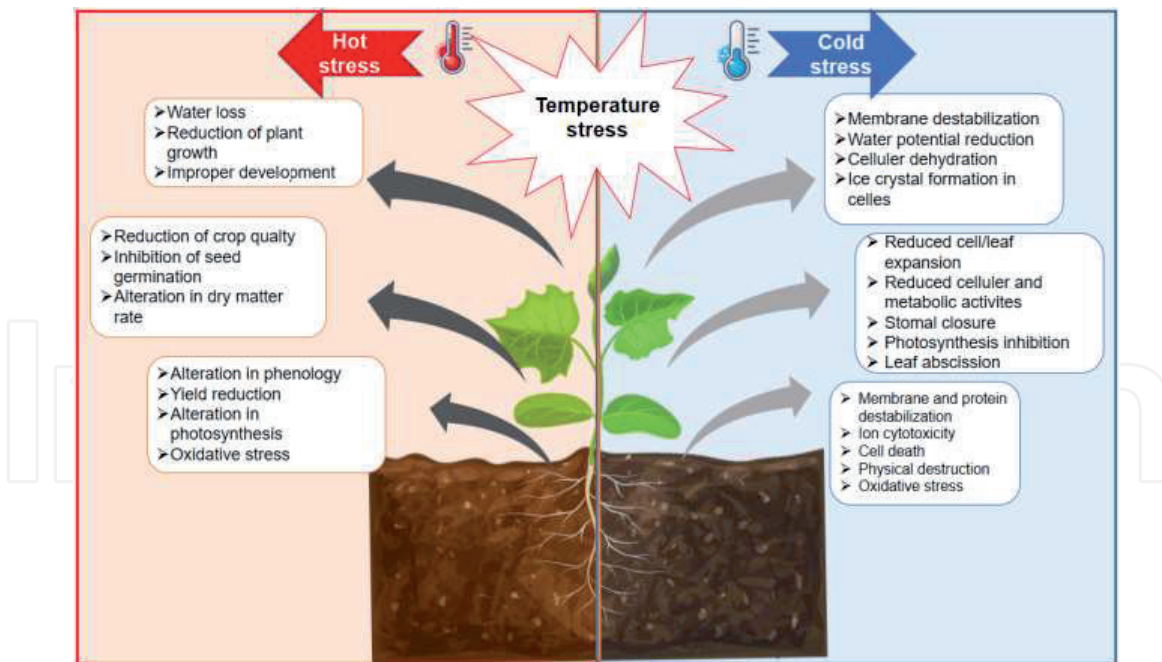 Hot
stress
Cold
stress
Temperature
stress
➢Water loss
➢Reduction of plant
growth
➢Improper development
➢Reduction of crop qualty
➢Inhibition of seed
germination
➢Alteration in dry matter
rate
➢Alteration in phenology
➢Yield reduction
➢Alteration in
photosynthesis
➢Oxidative stress
➢Membrane destabilization
➢Water potential reduction
➢Celluler dehydration
➢Ice crystal formation in
celles
➢ Reduced cell/leaf
expansion
➢ Reduced celluler and
metabolic activites
➢ Stomal closure
➢ Photosynthesis inhibition
➢ Leaf abscission
➢ Membrane and protein
destabilization
➢ Ion cytotoxicity
➢ Cell death
➢ Physical destruction
➢ Oxidative stress